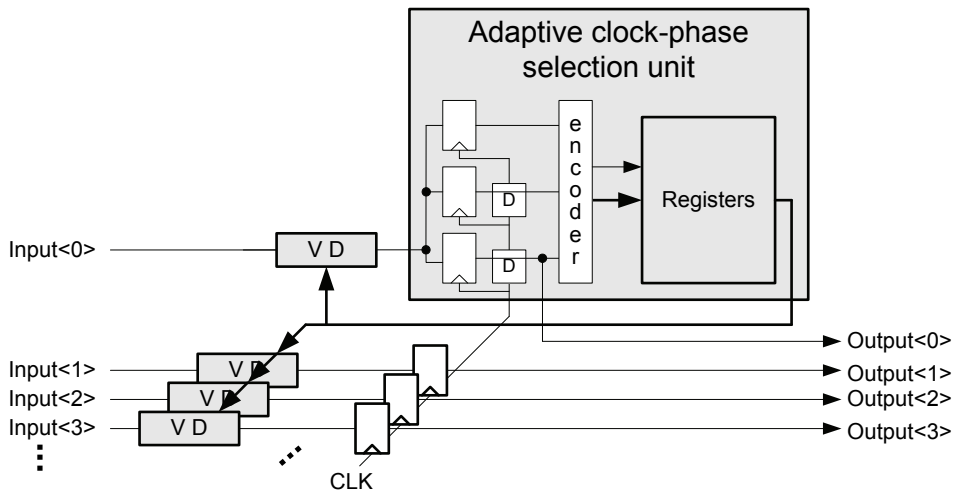 Adaptive clock-phase
selection unit
encoder
D
D
Registers
Input<0>
V D
Output<0>
Input<1>
V D
Output<1>
Input<2>
V D
Output<2>
Input<3>
V D
Output<3>
CLK